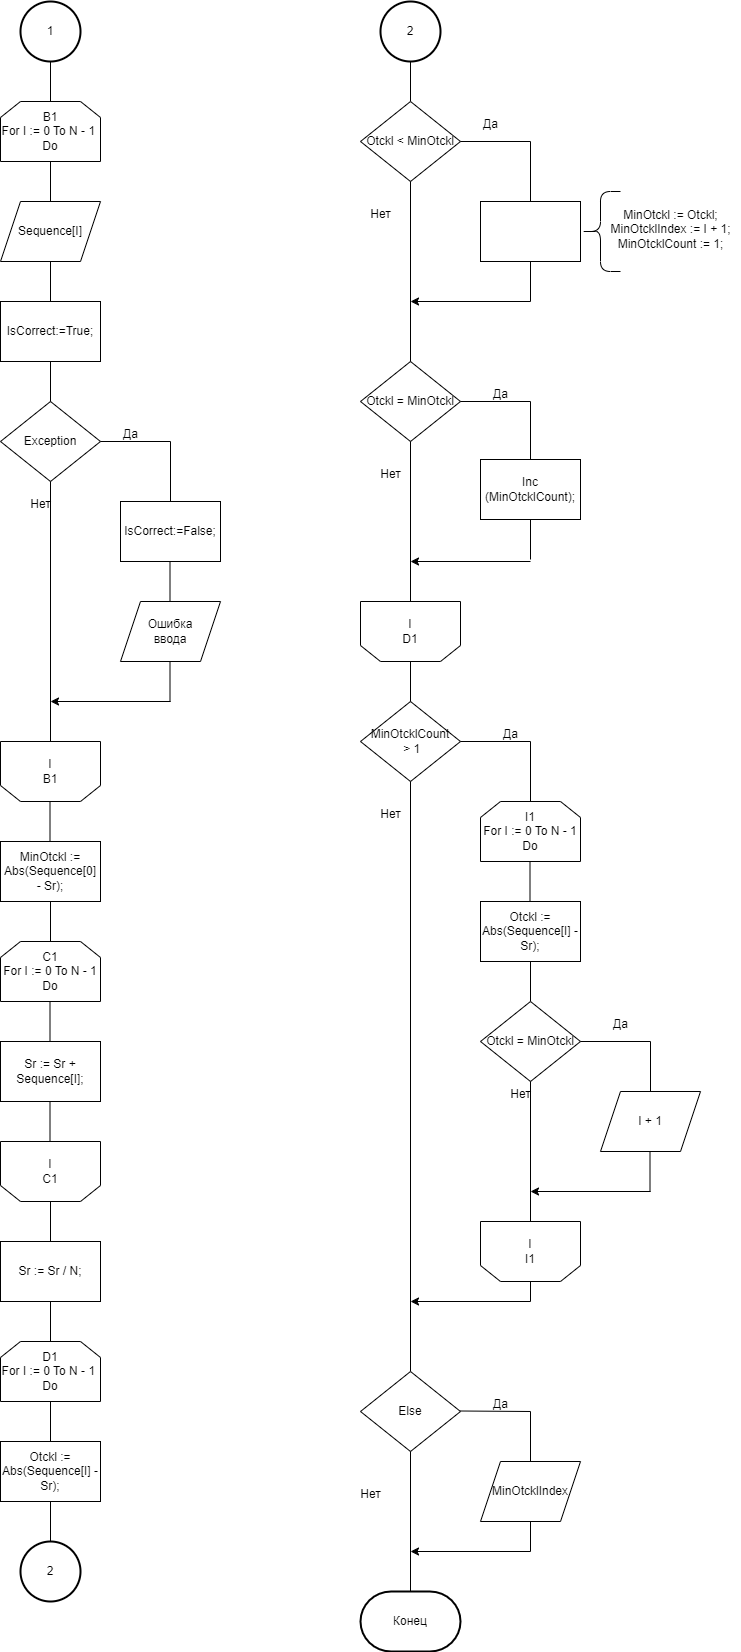 1
B1
For I := 0 To N - 1
Do
Sequence[I]
IsCorrect:=True;
Exception
Да
Нет
IsCorrect:=False;
Ошибка
ввода
I
B1
MinOtckl :=
Abs(Sequence[0]
- Sr);
C1
For I := 0 To N - 1
Do
Sr := Sr +
Sequence[I];
I
C1
Sr := Sr / N;
D1
For I := 0 To N - 1
Do
Otckl :=
Abs(Sequence[I] -
Sr);
2
2
Otckl < MinOtckl
Да
Нет
MinOtckl := Otckl;
MinOtcklIndex := I + 1;
MinOtcklCount := 1;
Otckl = MinOtckl
Да
Нет
Inc
(MinOtcklCount);
I
D1
MinOtcklCount
> 1
Да
Нет
I1
For I := 0 To N - 1
Do
Otckl :=
Abs(Sequence[I] -
Sr);
Otckl = MinOtckl
Да
Нет
I + 1
I
I1
Else
Да
Нет
MinOtcklIndex
Конец